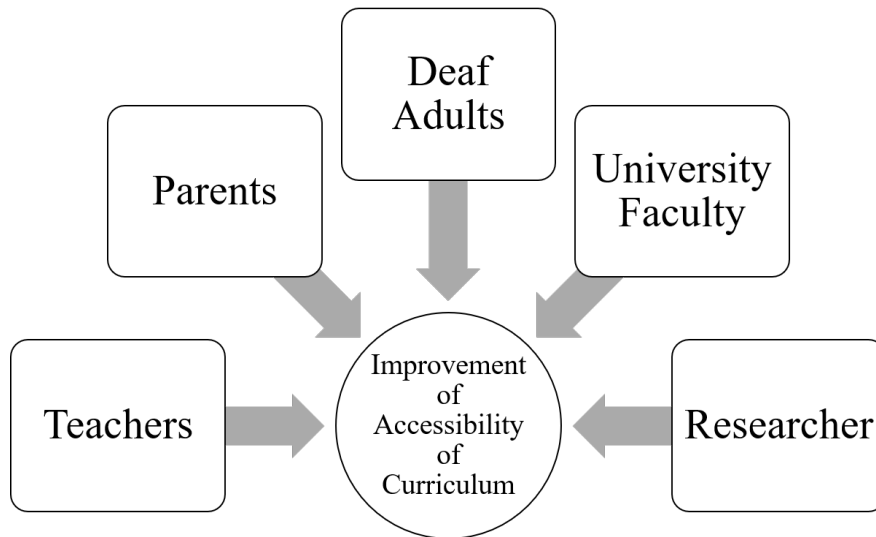 Deaf
Adults
Parents
University
Faculty
Teachers
Improvement
of
Accessibility
of
Curriculum
Researcher